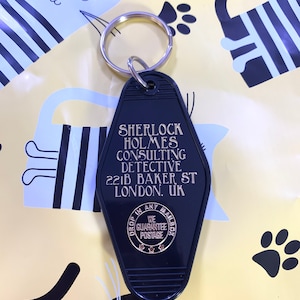 SHERLOCK
HOLMES
CONSULTING
DETECTIVE
221B BAKER ST
LONDON, UK
DROP IN ANY MAILBOX
WE
GUARANTEE
POSTAGE